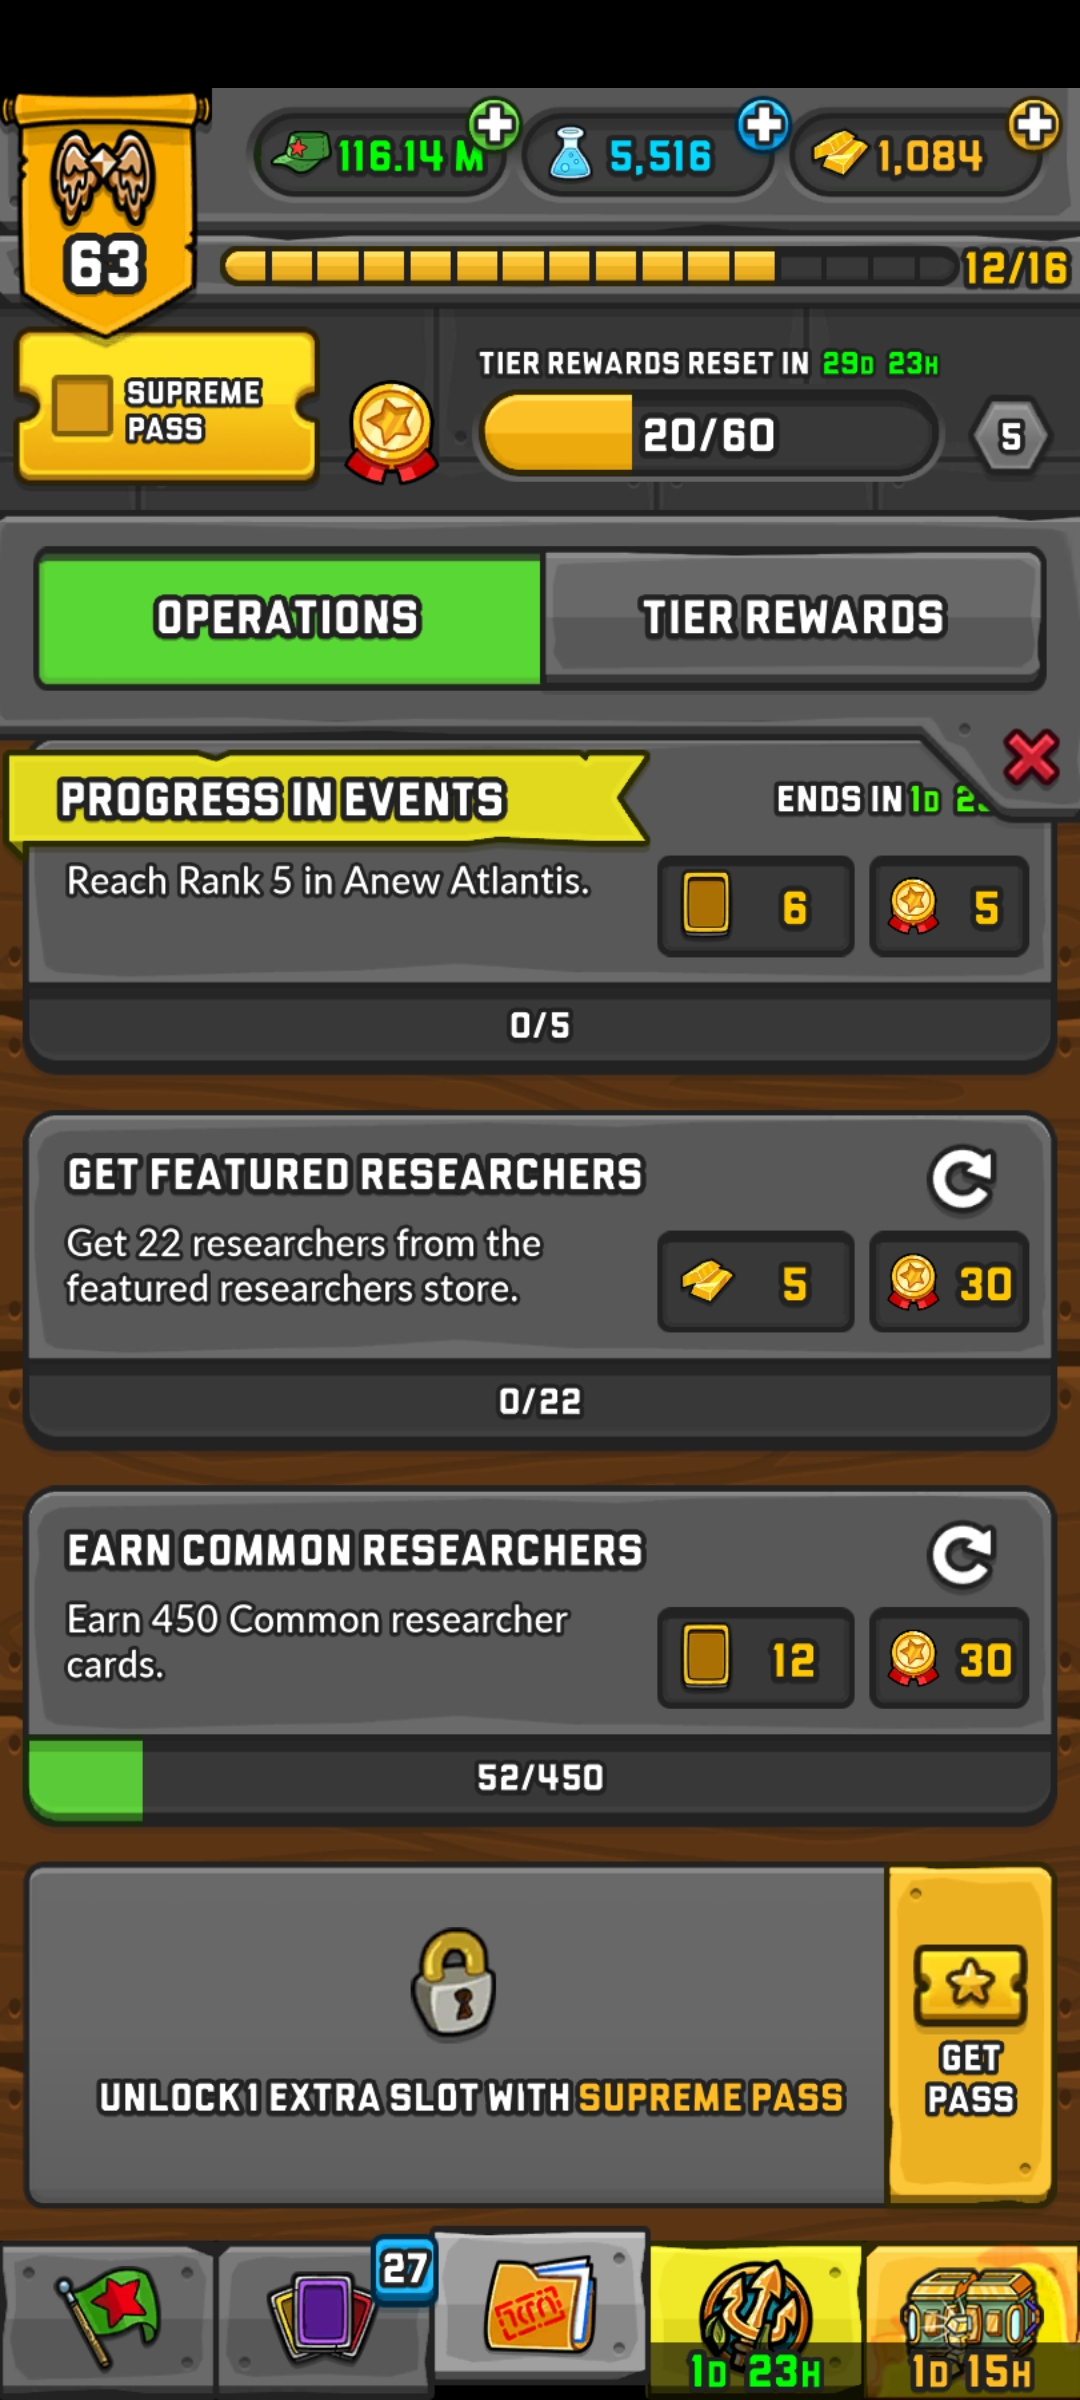 116.14 M
5,516
1,084
63
12/16
SUPREME
PASS
TIER REWARDS RESET IN 29D 23H
20/60
5
OPERATIONS
TIER REWARDS
PROGRESS IN EVENTS
ENDS IN 1D
Reach Rank 5 in Anew Atlantis.
6
5
0/5
GET FEATURED RESEARCHERS
Get 22 researchers from the
featured researchers store.
5
30
0/22
EARN COMMON RESEARCHERS
Earn 450 Common researcher
cards.
12
30
52/450
UNLOCK 1 EXTRA SLOT WITH SUPREME PASS
GET
PASS
27
1D 23H
1D 15H